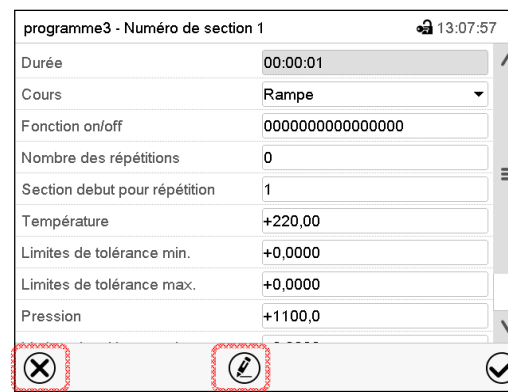 programme3 - Numéro de section 1 13:07:57
Durée 00:00:01
Cours Rampe
Fonction on/off 0000000000000000
Nombre des répétitions 0
Section debut pour répétition 1
Température +220,00
Limites de tolérance min. +0,0000
Limites de tolérance max. +0,0000
Pression +1100,0